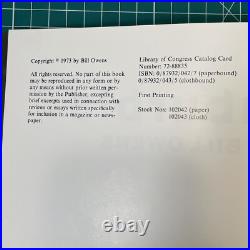 Copyright © 1973 by Bill Owens
All rights reserved. No part of this book
may be reproduced in any form or by
any means without prior written per-
mission by the Publisher, excepting
brief excerpts used in connection with
reviews or essays written specifically
for inclusion in a magazine or news-
paper.
Library of Congress Catalog Card
Number: 72-88835
ISBN: 0/87932/042/7 (paperbound)
0/87932/043/5 (clothbound)
First Printing
Stock Nos: 102042 (paper)
102043 (cloth)